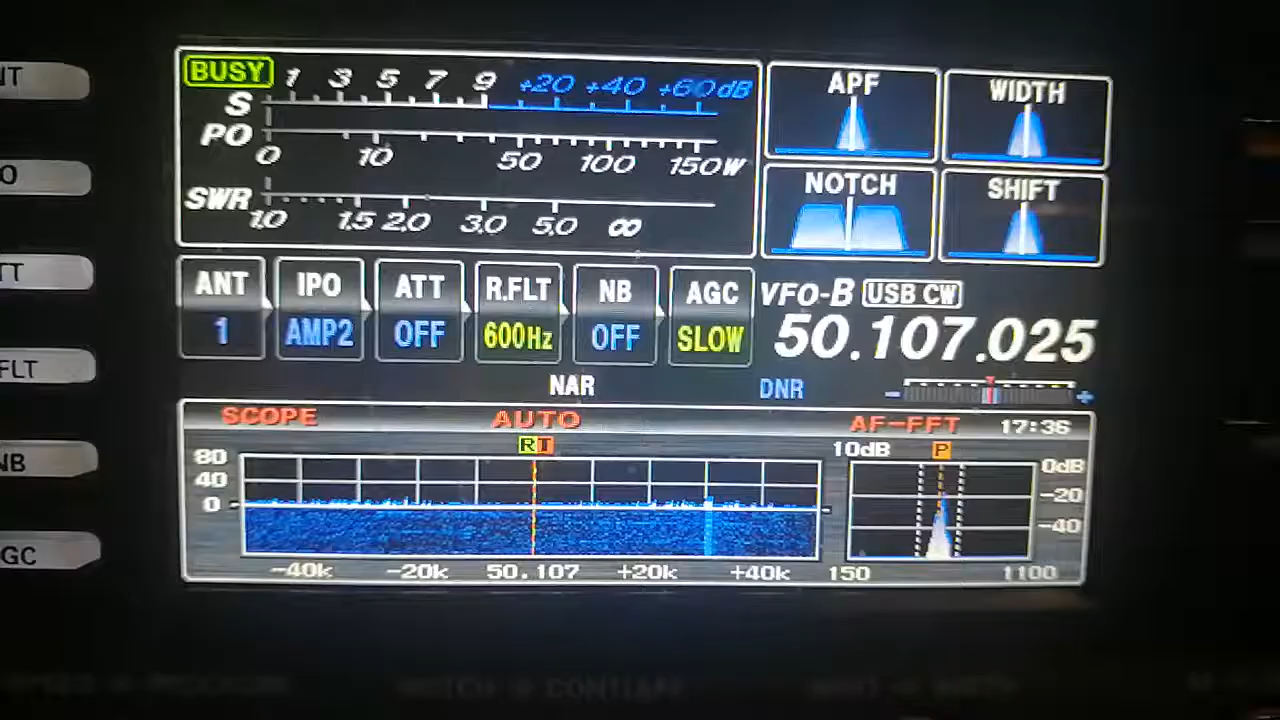 BUSY 1 3 5 7 9 +20 +40 +60dB
S
PO
0 10 50 100 150W
SWR
1.0 1.5 2.0 3.0 5.0 ∞
APF WIDTH
NOTCH SHIFT
ANT IPO ATT R.FLT NB AGC
1 AMP2 OFF 600Hz OFF SLOW
VFO-B USB CW
50.107.025
NAR DNR - +
SCOPE AUTO AF-FFT 17:36
RT 10dB P
80
40
0
0dB
-20
-40
-40k -20k 50.107 +20k +40k 150 1100
NT
O
TT
FLT
NB
GC